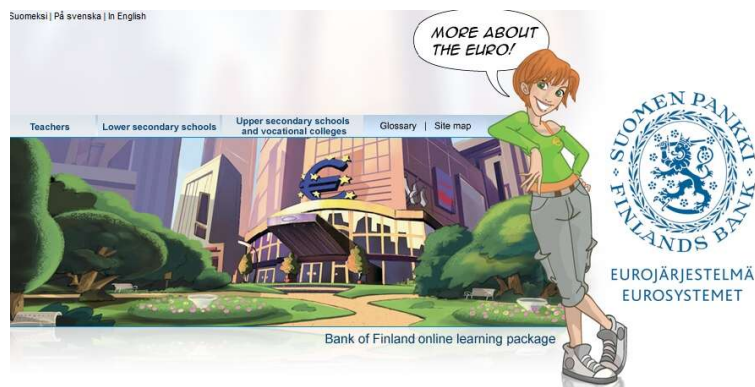 Suomeksi | På svenska | In English
MORE ABOUT
THE EURO!
Teachers
Lower secondary schools
Upper secondary schools
and vocational colleges
Glossary | Site map
Bank of Finland online learning package
SUOMEN PANKKI
FINLANDS BANK
EUROJÄRJESTELMÄ
EUROSYSTEMET